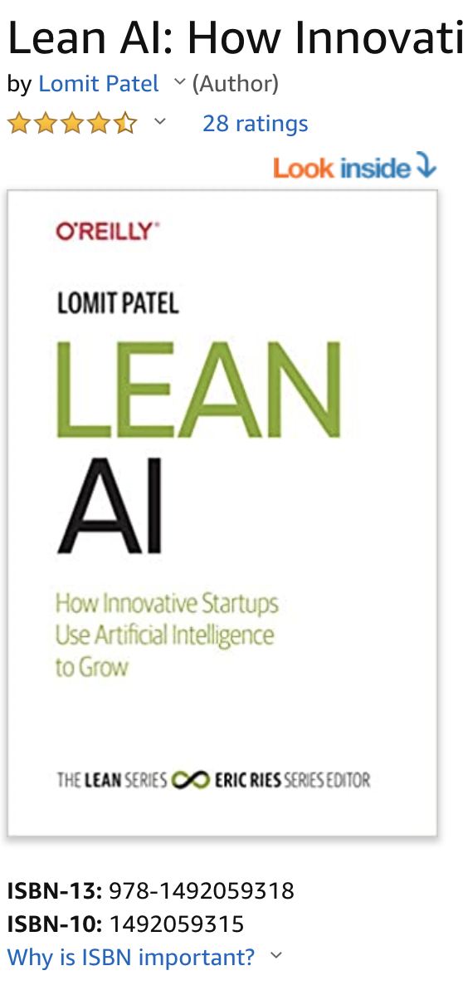 Lean AI: How Innovati
by Lomit Patel (Author)
28 ratings
Look inside
O'REILLY®
LOMIT PATEL
LEAN
AI
How Innovative Startups
Use Artificial Intelligence
to Grow
THE LEAN SERIES ERIC RIES SERIES EDITOR
ISBN-13: 978-1492059318
ISBN-10: 1492059315
Why is ISBN important?